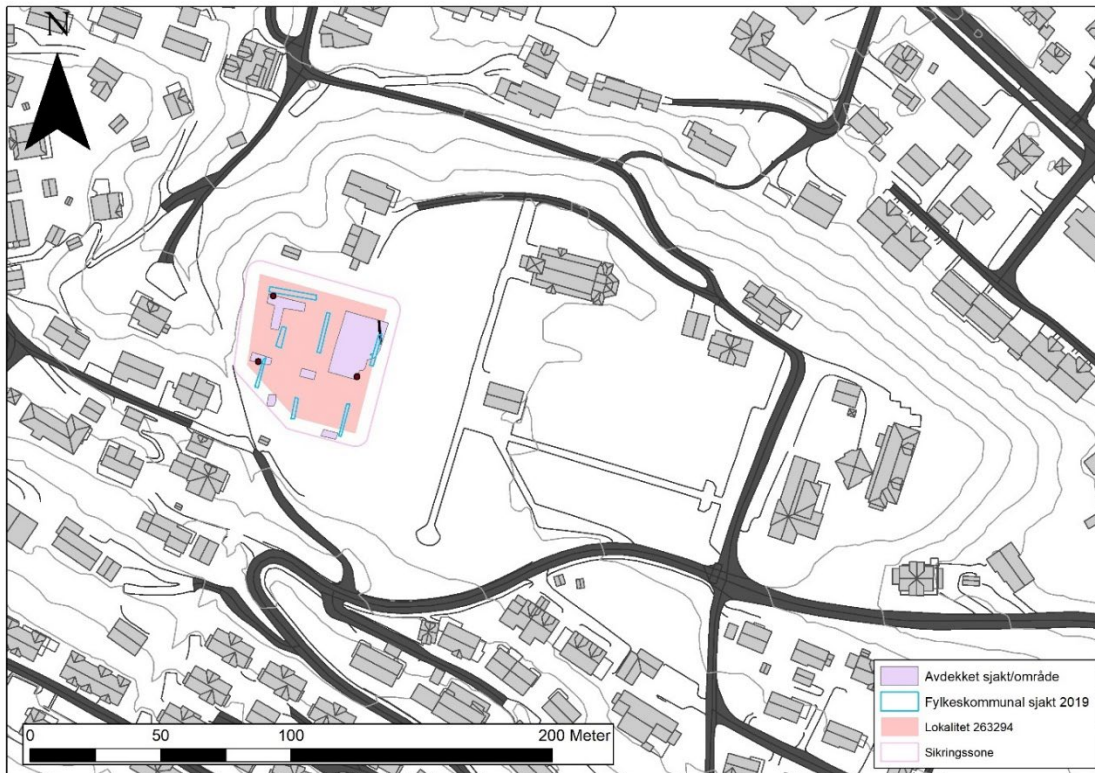 N
Avdekket sjakt/område
Fylkeskommunal sjakt 2019
Lokalitet 263294
Sikringssone
0 50 100 200 Meter